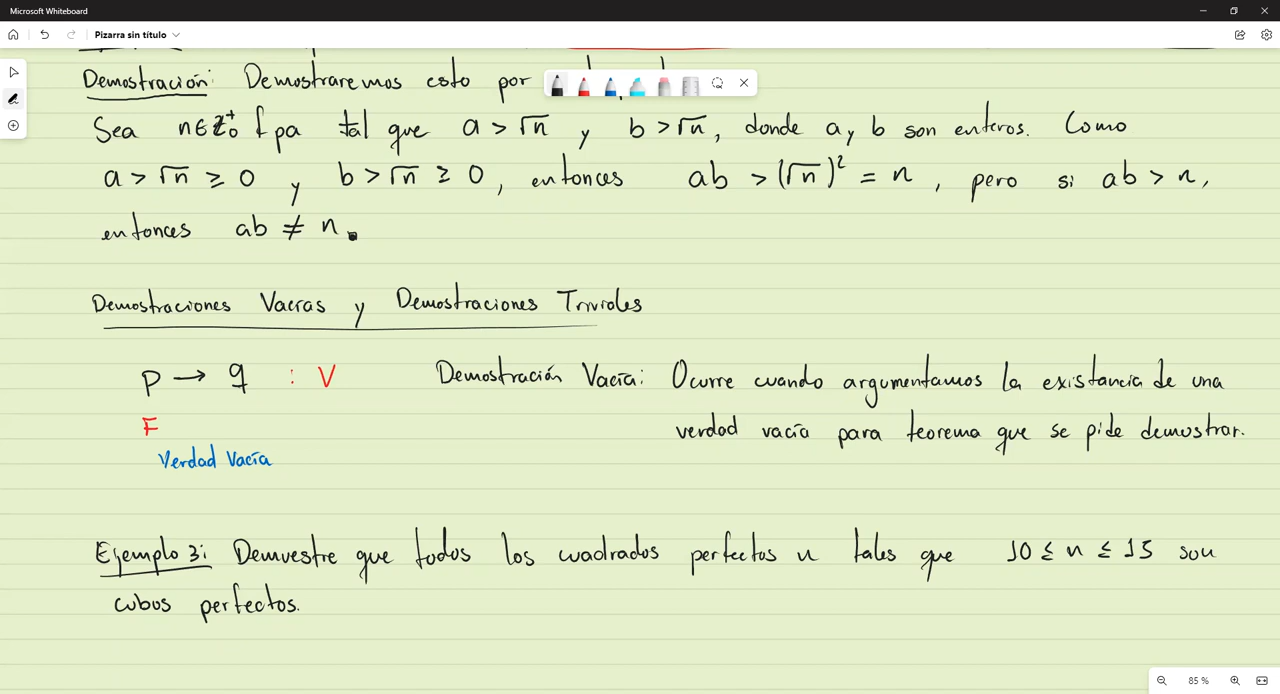 Microsoft Whiteboard
Pizarra sin título
Demostración: Demostraremos esto por
Sea n∈ℤ₀⁺ fpa tal que a > √n y b > √n, donde a y b son enteros. Como
a > √n ≥ 0 y b > √n ≥ 0, entonces ab > (√n)² = n, pero si ab > n,
entonces ab ≠ n.
Demostraciones Vacías y Demostraciones Triviales
p → q : V
Demostración Vacía: Ocurre cuando argumentamos la existancia de una
F
verdad vacía para teorema que se pide demostrar.
Verdad Vacía
Ejemplo 3: Demuestre que todos los cuadrados perfectos n tales que 10 ≤ n ≤ 15 son
cubos perfectos.
85 %